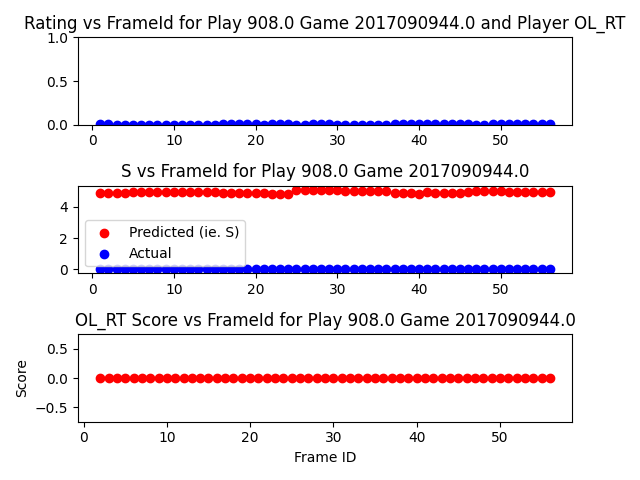 Rating vs FrameId for Play 908.0 Game 2017090944.0 and Player OL_RT
1.0
0.5
0.0
0 10 20 30 40 50
S vs FrameId for Play 908.0 Game 2017090944.0
4
2
0
Predicted (ie. S)
Actual
0 10 20 30 40 50
OL_RT Score vs FrameId for Play 908.0 Game 2017090944.0
Score
0.5
0.0
−0.5
0 10 20 30 40 50
Frame ID